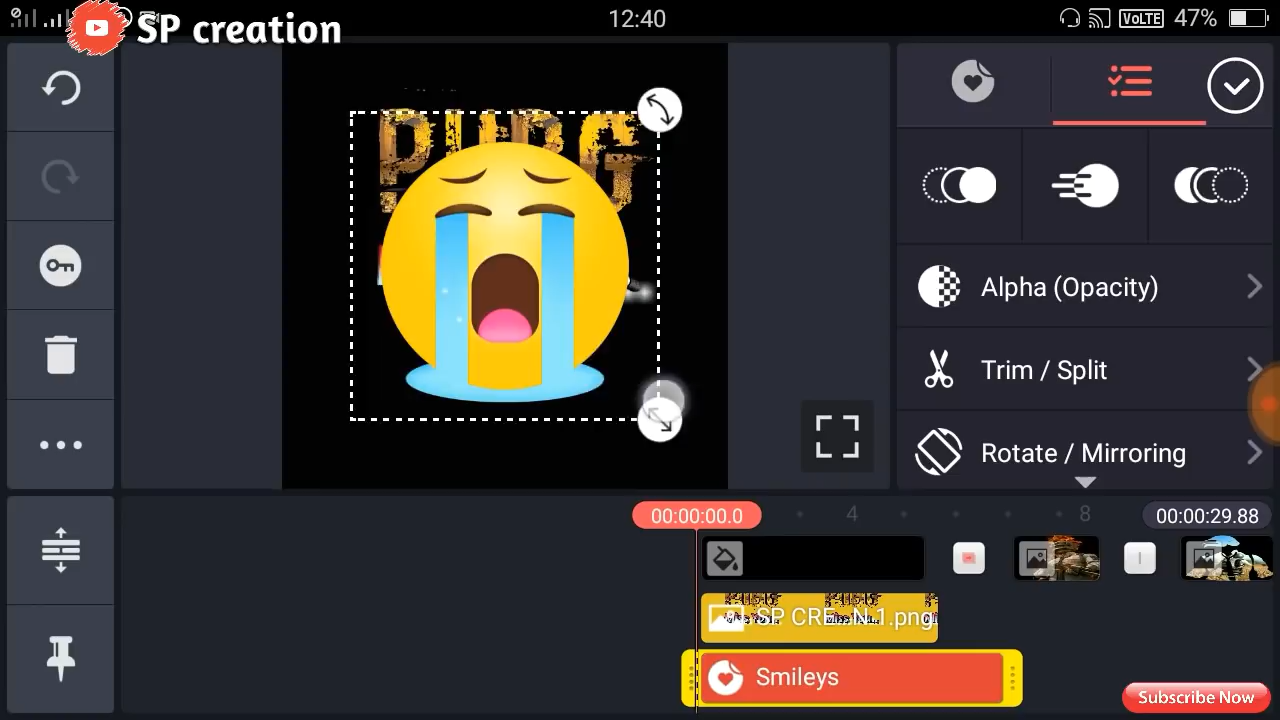 SP creation
12:40
VoLTE
47%
PUBG
Alpha (Opacity)
Trim / Split
Rotate / Mirroring
00:00:00.0
4
8
00:00:29.88
SP CRE...N.1.png
Smileys
Subscribe Now